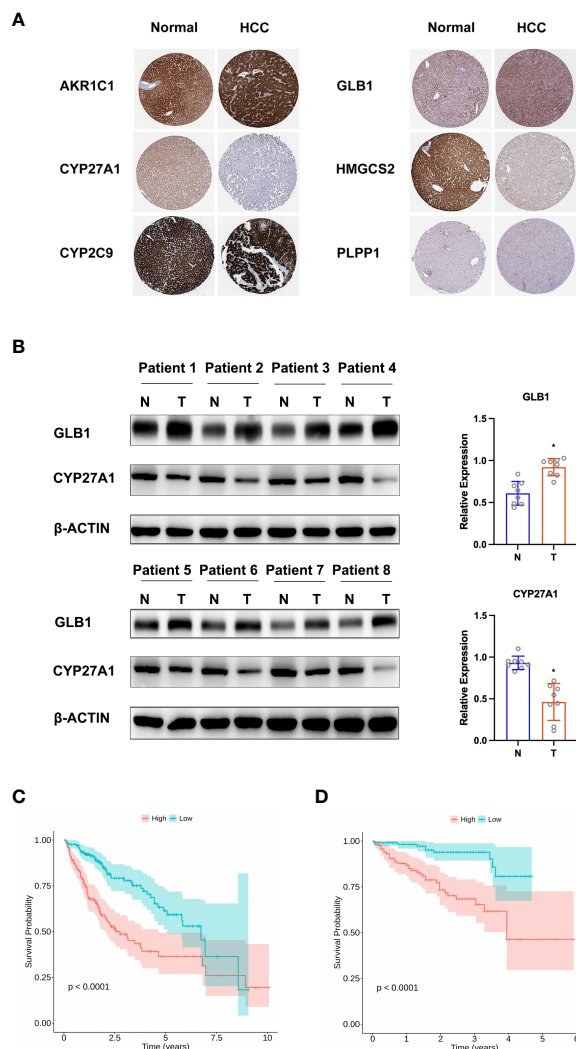 A
Normal HCC
AKR1C1
CYP27A1
CYP2C9
Normal HCC
GLB1
HMGCS2
PLPP1
B
Patient 1 Patient 2 Patient 3 Patient 4
N T N T N T N T
GLB1
CYP27A1
β-ACTIN
Patient 5 Patient 6 Patient 7 Patient 8
N T N T N T N T
GLB1
CYP27A1
β-ACTIN
GLB1
Relative Expression
1.5
1.0
0.5
0.0
*
N T
CYP27A1
Relative Expression
1.5
1.0
0.5
0.0
*
N T
C
High Low
Survival Probability
1.00
0.75
0.50
0.25
0.00
p < 0.0001
0 2.5 5 7.5 10
Time (years)
D
High Low
Survival Probability
1.00
0.75
0.50
0.25
0.00
p < 0.0001
0 1 2 3 4 5 6
Time (years)